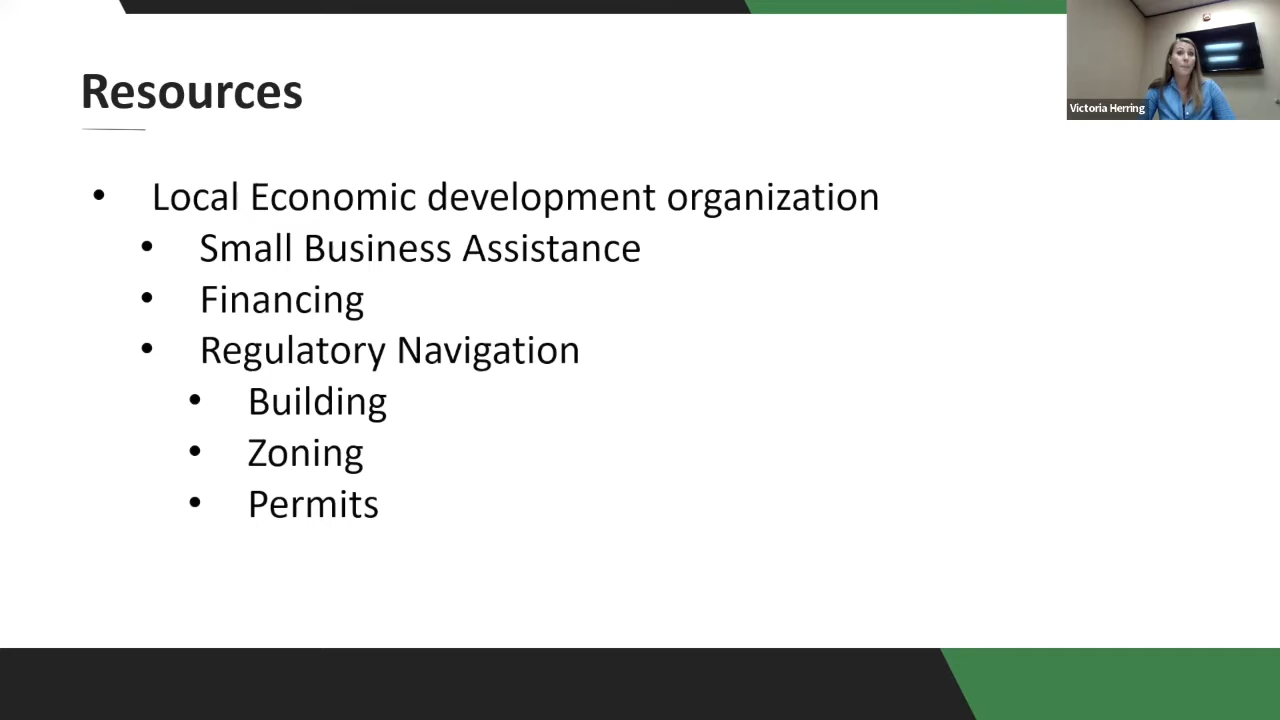 Resources
Victoria Herring
• Local Economic development organization
• Small Business Assistance
• Financing
• Regulatory Navigation
• Building
• Zoning
• Permits